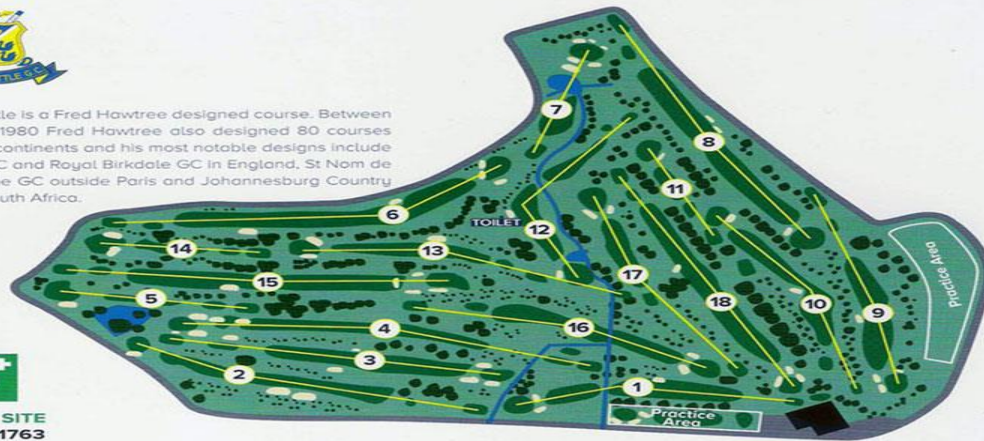 TLE G.C.
le is a Fred Hawtree designed course. Between
1980 Fred Hawtree also designed 80 courses
continents and his most notable designs include
C and Royal Birkdale GC in England, St Nom de
e GC outside Paris and Johannesburg Country
uth Africa.
7
8
11
6
TOILET
12
14
13
15
17
5
18
10
9
16
4
3
2
1
Practice Area
Practice
Area
SITE
1763